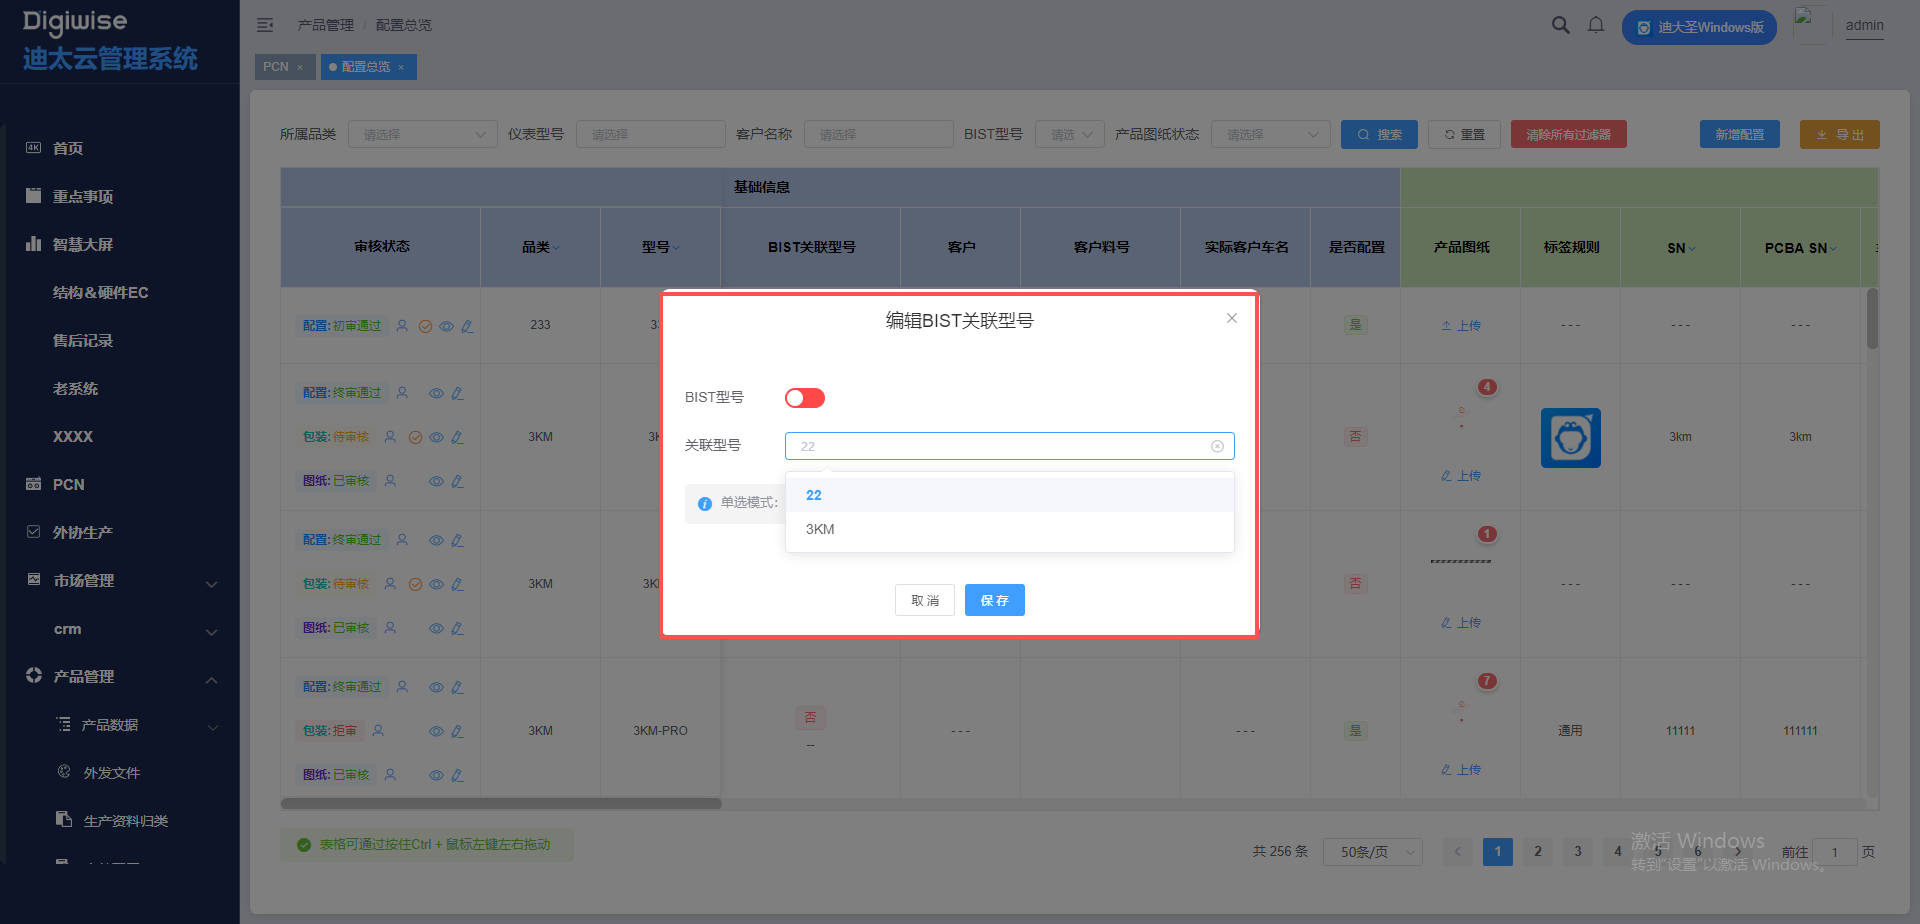 Digiwise
迪太云管理系统
产品管理 / 配置总览
迪大圣Windows版
admin
PCN ×
配置总览 ×
首页
重点事项
智慧大屏
结构&硬件EC
售后记录
老系统
XXXX
PCN
外协生产
市场管理
crm
产品管理
产品数据
外发文件
生产资料归类
所属品类 请选择 仪表型号 请选择 客户名称 请选择 BIST型号 请选 产品图纸状态 请选择 搜索 重置 清除所有过滤器 新增配置 导出
基础信息
审核状态 品类 型号 BIST关联型号 客户 客户料号 实际客户车名 是否配置 产品图纸 标签规则 SN PCBA SN
配置:初审通过 233 33 是 上传 --- --- ---
配置:终审通过
包装:待审核
图纸:已审核
3KM 3K 否 4 上传 3km 3km
配置:终审通过
包装:待审核
图纸:已审核
3KM 3KI 否 1 上传 --- --- ---
配置:终审通过
包装:拒审
图纸:已审核
3KM 3KM-PRO 否
--
--- --- 是 7 上传 通用 11111 111111
编辑BIST关联型号
BIST型号
关联型号 22
单选模式:
22
3KM
取消 保存
表格可通过按住Ctrl + 鼠标左键左右拖动
共 256 条 50条/页 1 2 3 4 5 6 前往 1 页
激活 Windows
转到“设置”以激活 Windows。